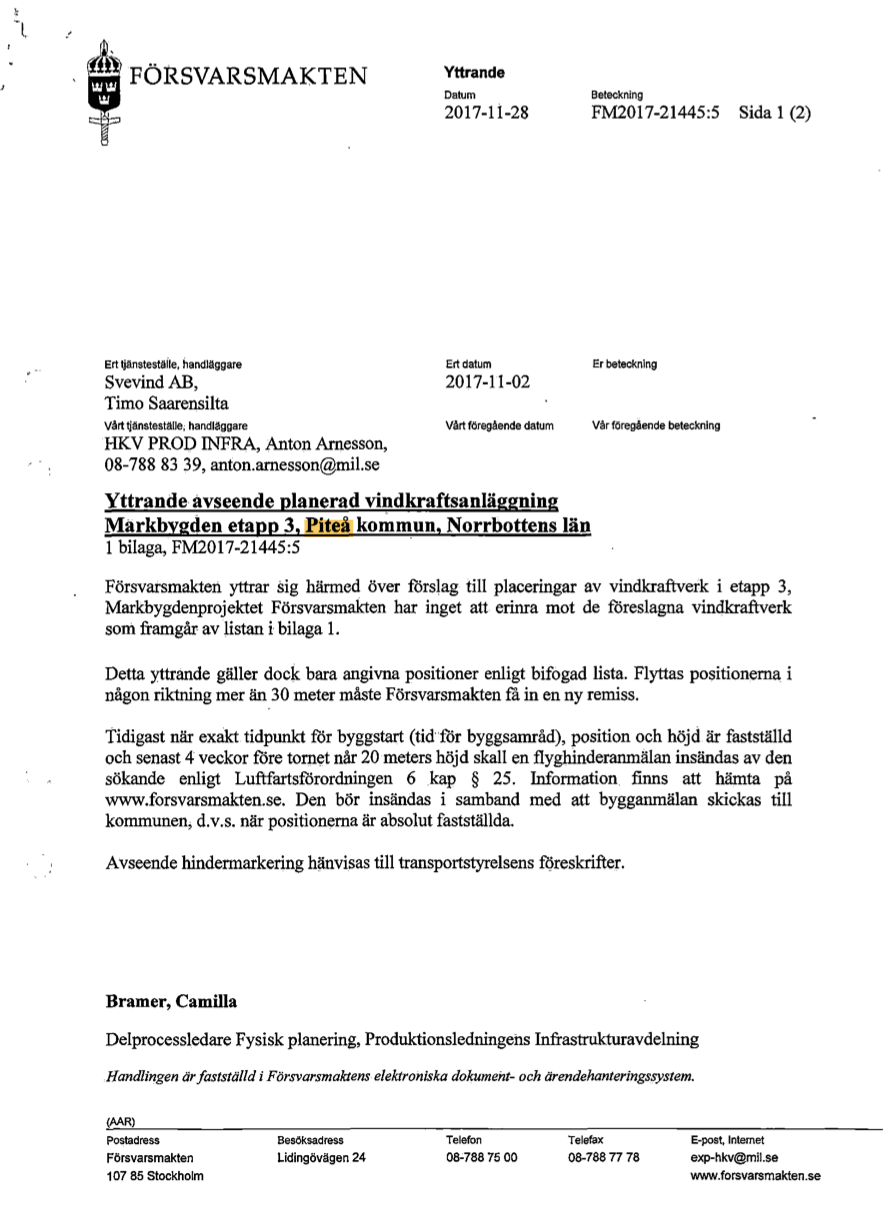 FÖRSVARSMAKTEN
Yttrande
Datum
2017-11-28
Beteckning
FM2017-21445:5 Sida 1 (2)
Ert tjänsteställe, handläggare
Svevind AB,
Timo Saarensilta
Ert datum
2017-11-02
Er beteckning
Vårt tjänsteställe, handläggare
HKV PROD INFRA, Anton Arnesson,
08-788 83 39, anton.arnesson@mil.se
Vårt föregående datum
Vår föregående beteckning
Yttrande avseende planerad vindkraftsanläggning
Markbygden etapp 3, Piteå kommun, Norrbottens län
1 bilaga, FM2017-21445:5
Försvarsmakten yttrar sig härmed över förslag till placeringar av vindkraftverk i etapp 3,
Markbygdenprojektet Försvarsmakten har inget att erinra mot de föreslagna vindkraftverk
som framgår av listan i bilaga 1.
Detta yttrande gäller dock bara angivna positioner enligt bifogad lista. Flyttas positionerna i
någon riktning mer än 30 meter måste Försvarsmakten få in en ny remiss.
Tidigast när exakt tidpunkt för byggstart (tid för byggsamråd), position och höjd är fastställd
och senast 4 veckor före tornet når 20 meters höjd skall en flyghinderanmälan insändas av den
sökande enligt Luftfartsförordningen 6 kap § 25. Information finns att hämta på
www.forsvarsmakten.se. Den bör insändas i samband med att bygganmälan skickas till
kommunen, d.v.s. när positionerna är absolut fastställda.
Avseende hindermarkering hänvisas till transportstyrelsens föreskrifter.
Bramer, Camilla
Delprocessledare Fysisk planering, Produktionsledningens Infrastrukturavdelning
Handlingen är fastställd i Försvarsmaktens elektroniska dokument- och ärendehanteringssystem.
(AAR)
Postadress
Försvarsmakten
107 85 Stockholm
Besöksadress
Lidingövägen 24
Telefon
08-788 75 00
Telefax
08-788 77 78
E-post, Internet
exp-hkv@mil.se
www.forsvarsmakten.se